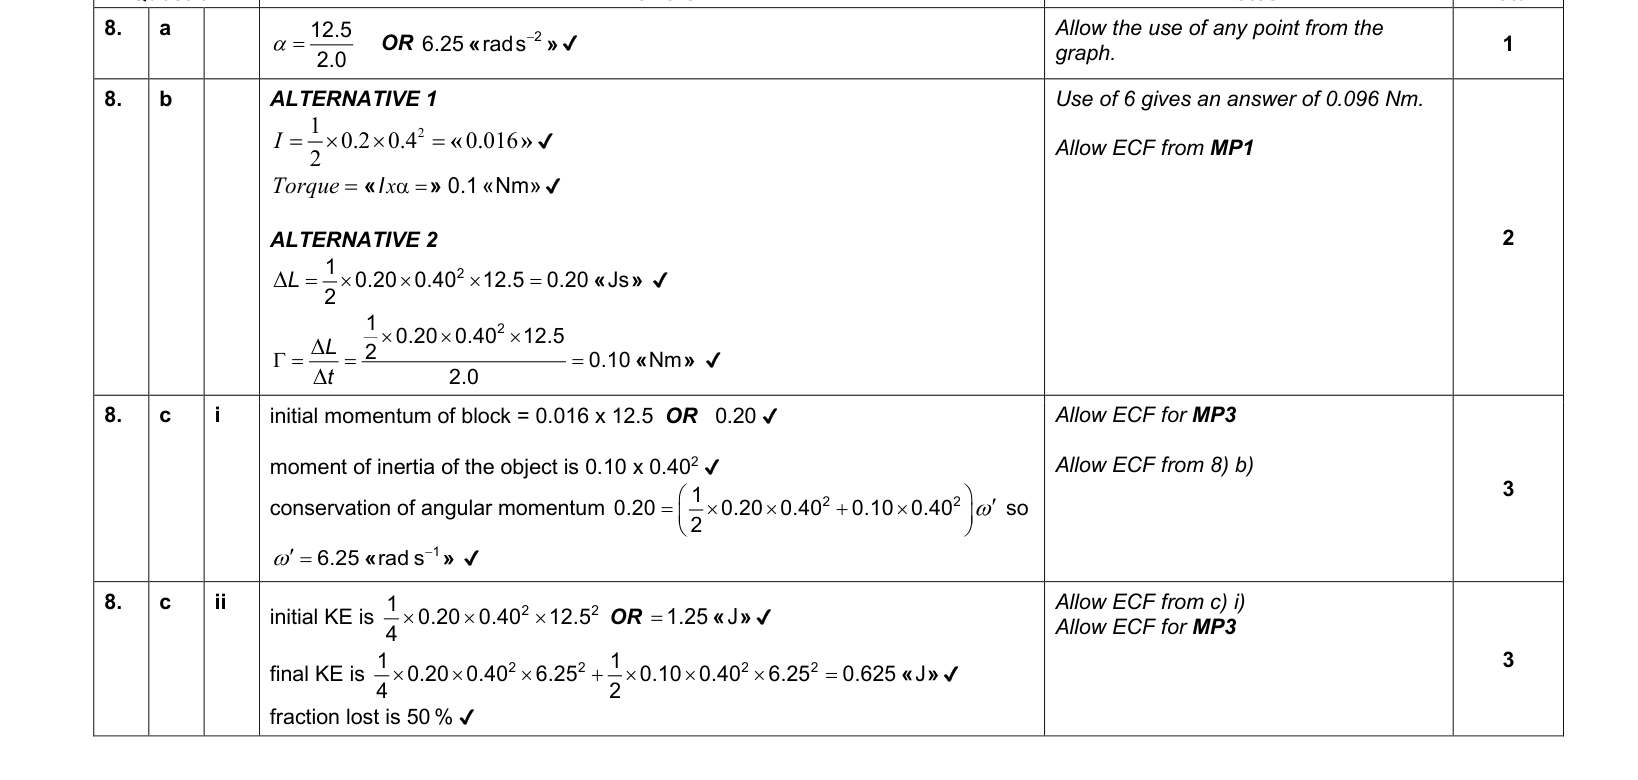 8. a α = 12.5/2.0 OR 6.25 «rad s⁻² » ✓ Allow the use of any point from the 1
graph.
8. b ALTERNATIVE 1 Use of 6 gives an answer of 0.096 Nm.
I = 1/2 × 0.2 × 0.4² = «0.016» ✓ Allow ECF from MP1
Torque = «Ixα =» 0.1 «Nm» ✓
ALTERNATIVE 2 2
ΔL = 1/2 × 0.20 × 0.40² × 12.5 = 0.20 «Js» ✓
Γ = ΔL/Δt = (1/2 × 0.20 × 0.40² × 12.5)/2.0 = 0.10 «Nm» ✓
8. c i initial momentum of block = 0.016 x 12.5 OR 0.20 ✓ Allow ECF for MP3
moment of inertia of the object is 0.10 x 0.40² ✓ Allow ECF from 8) b) 3
conservation of angular momentum 0.20 = (1/2 × 0.20 × 0.40² + 0.10 × 0.40²)ω′ so
ω′ = 6.25 «rad s⁻¹» ✓
8. c ii initial KE is 1/4 × 0.20 × 0.40² × 12.5² OR = 1.25 «J» ✓ Allow ECF from c) i)
Allow ECF for MP3
final KE is 1/4 × 0.20 × 0.40² × 6.25² + 1/2 × 0.10 × 0.40² × 6.25² = 0.625 «J» ✓ 3
fraction lost is 50 % ✓